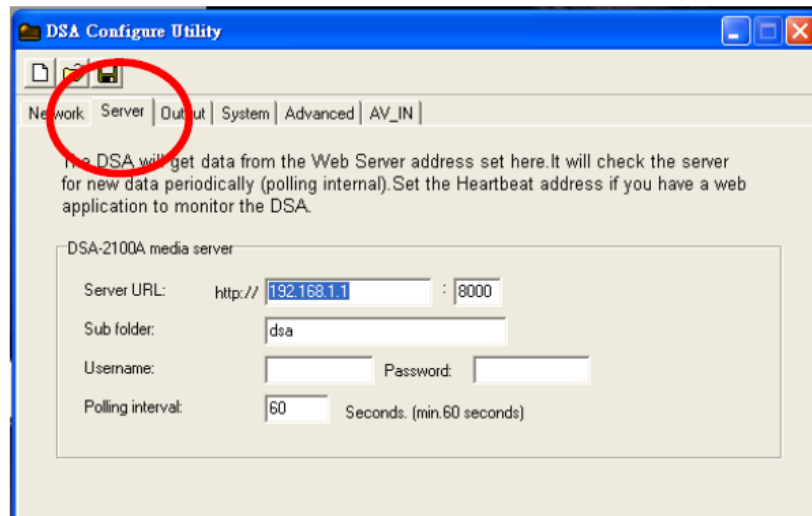 DSA Configure Utility
Network Server Output System Advanced AV_IN
The DSA will get data from the Web Server address set here.It will check the server
for new data periodically (polling internal).Set the Heartbeat address if you have a web
application to monitor the DSA.
DSA-2100A media server
Server URL: http:// 192.168.1.1 : 8000
Sub folder: dsa
Username: Password:
Polling interval: 60 Seconds. (min.60 seconds)